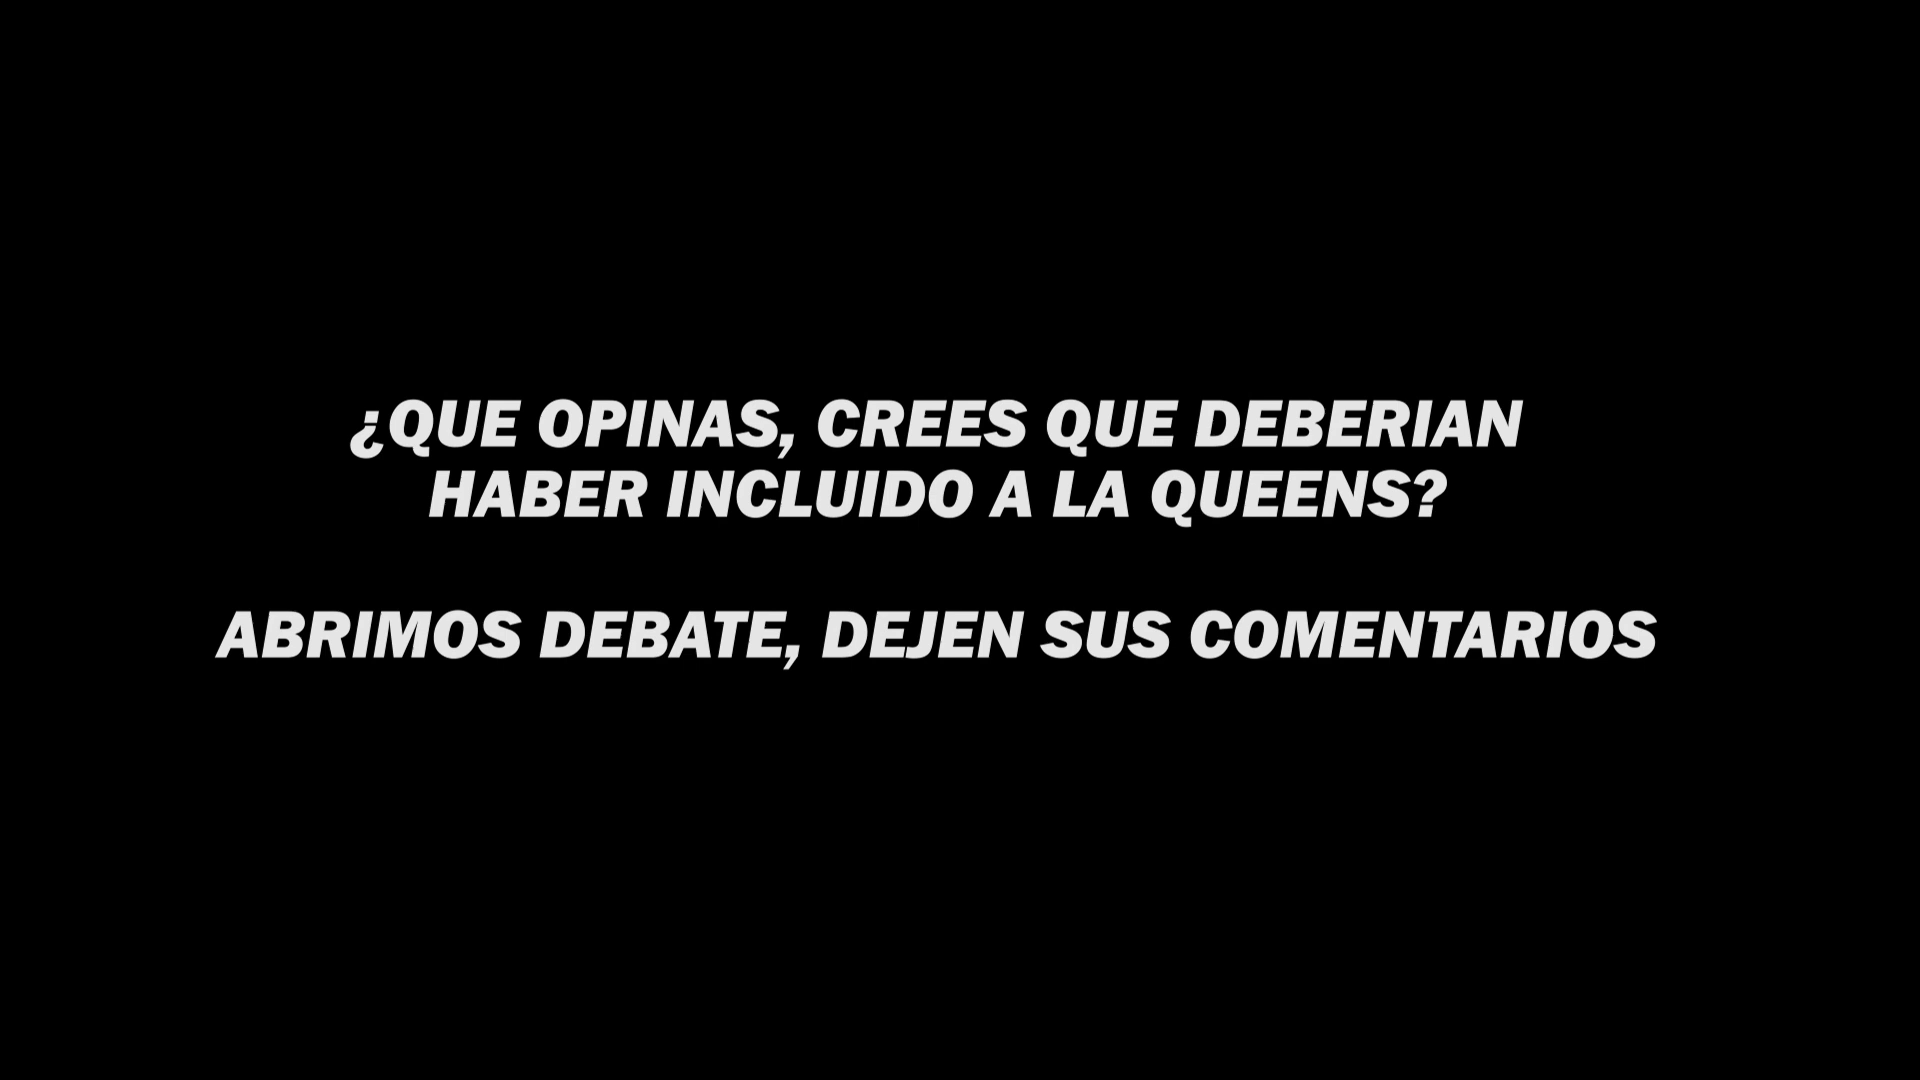 ¿QUE OPINAS, CREES QUE DEBERIAN
HABER INCLUIDO A LA QUEENS?
ABRIMOS DEBATE, DEJEN SUS COMENTARIOS